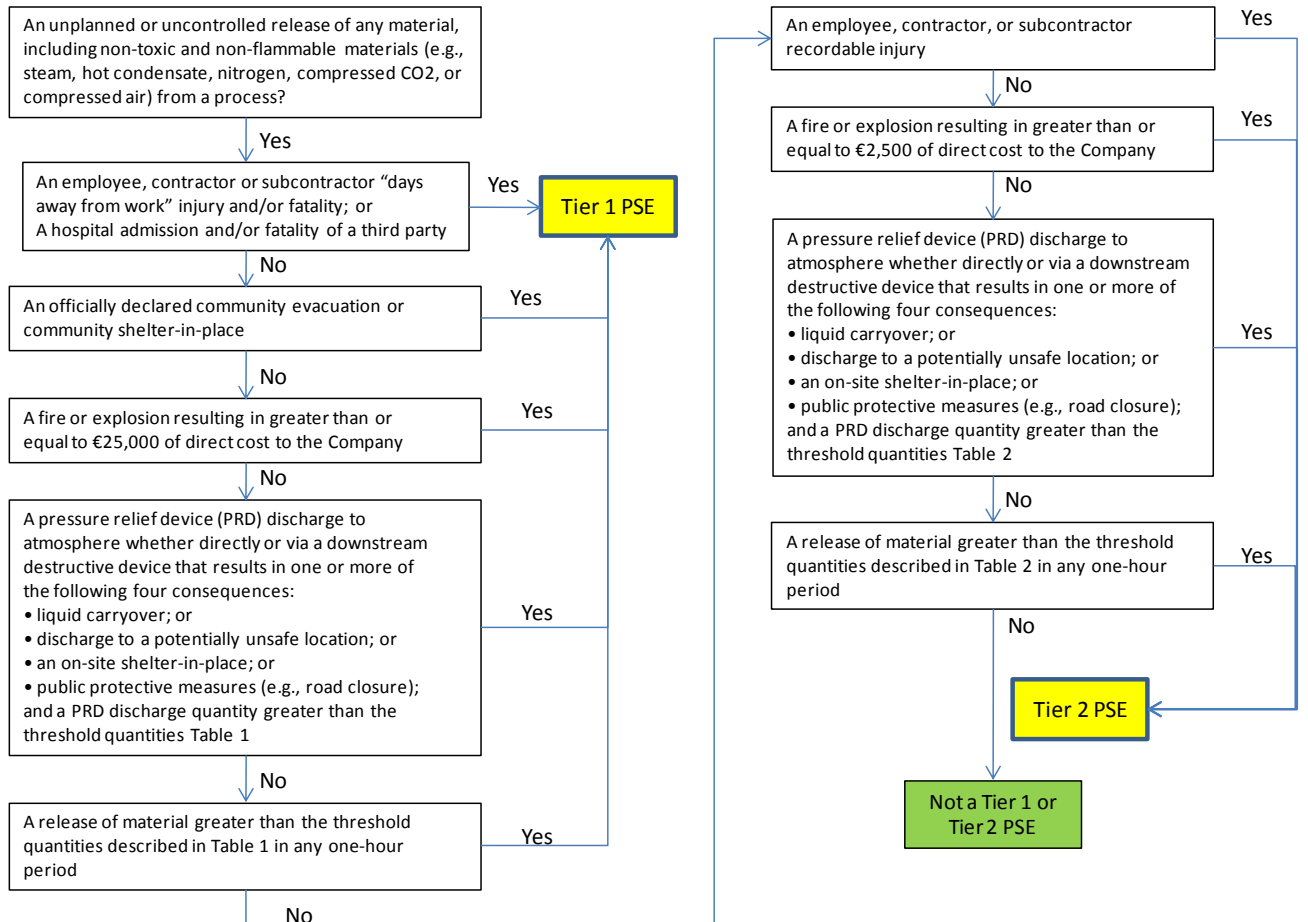 An unplanned or uncontrolled release of any material,
including non-toxic and non-flammable materials (e.g.,
steam, hot condensate, nitrogen, compressed CO2, or
compressed air) from a process?
Yes
An employee, contractor or subcontractor “days
away from work” injury and/or fatality; or
A hospital admission and/or fatality of a third party
Yes
Tier 1 PSE
No
An officially declared community evacuation or
community shelter-in-place
Yes
No
A fire or explosion resulting in greater than or
equal to €25,000 of direct cost to the Company
Yes
No
A pressure relief device (PRD) discharge to
atmosphere whether directly or via a downstream
destructive device that results in one or more of
the following four consequences:
• liquid carryover; or
• discharge to a potentially unsafe location; or
• an on-site shelter-in-place; or
• public protective measures (e.g., road closure);
and a PRD discharge quantity greater than the
threshold quantities Table 1
Yes
No
A release of material greater than the threshold
quantities described in Table 1 in any one-hour
period
Yes
No
An employee, contractor, or subcontractor
recordable injury
Yes
No
A fire or explosion resulting in greater than or
equal to €2,500 of direct cost to the Company
Yes
No
A pressure relief device (PRD) discharge to
atmosphere whether directly or via a downstream
destructive device that results in one or more of
the following four consequences:
• liquid carryover; or
• discharge to a potentially unsafe location; or
• an on-site shelter-in-place; or
• public protective measures (e.g., road closure);
and a PRD discharge quantity greater than the
threshold quantities Table 2
Yes
No
A release of material greater than the threshold
quantities described in Table 2 in any one-hour
period
Yes
No
Tier 2 PSE
Not a Tier 1 or
Tier 2 PSE